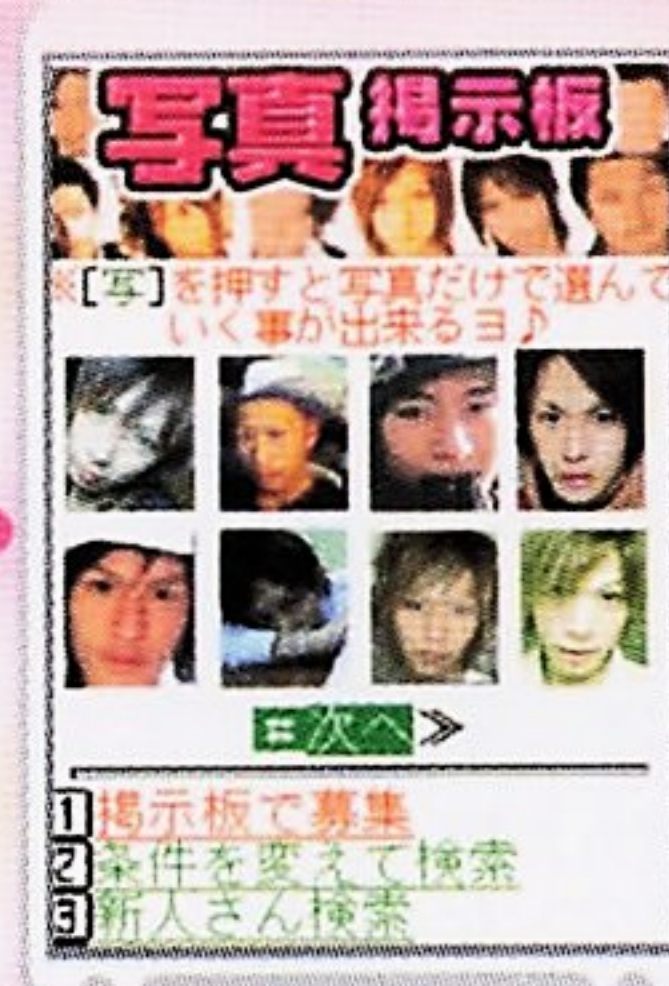 写真掲示板
※[写]を押すと写真だけで選んで
いく事が出来るヨ♪
#次へ≫
1掲示板で募集
2条件を変えて検索
3新人さん検索